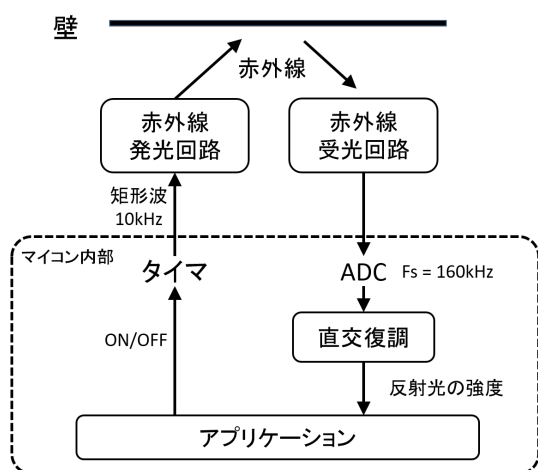 壁
赤外線
赤外線
発光回路
赤外線
受光回路
矩形波
10kHz
マイコン内部
タイマ
ADC Fs = 160kHz
ON/OFF
直交復調
反射光の強度
アプリケーション